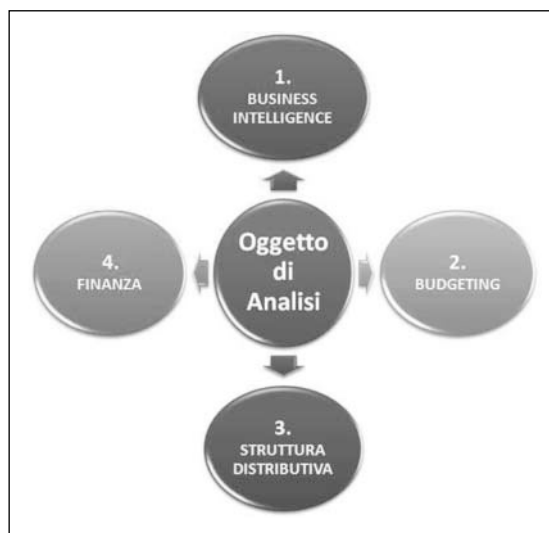 1.
BUSINESS
INTELLIGENCE
4.
FINANZA
Oggetto
di
Analisi
2.
BUDGETING
3.
STRUTTURA
DISTRIBUTIVA